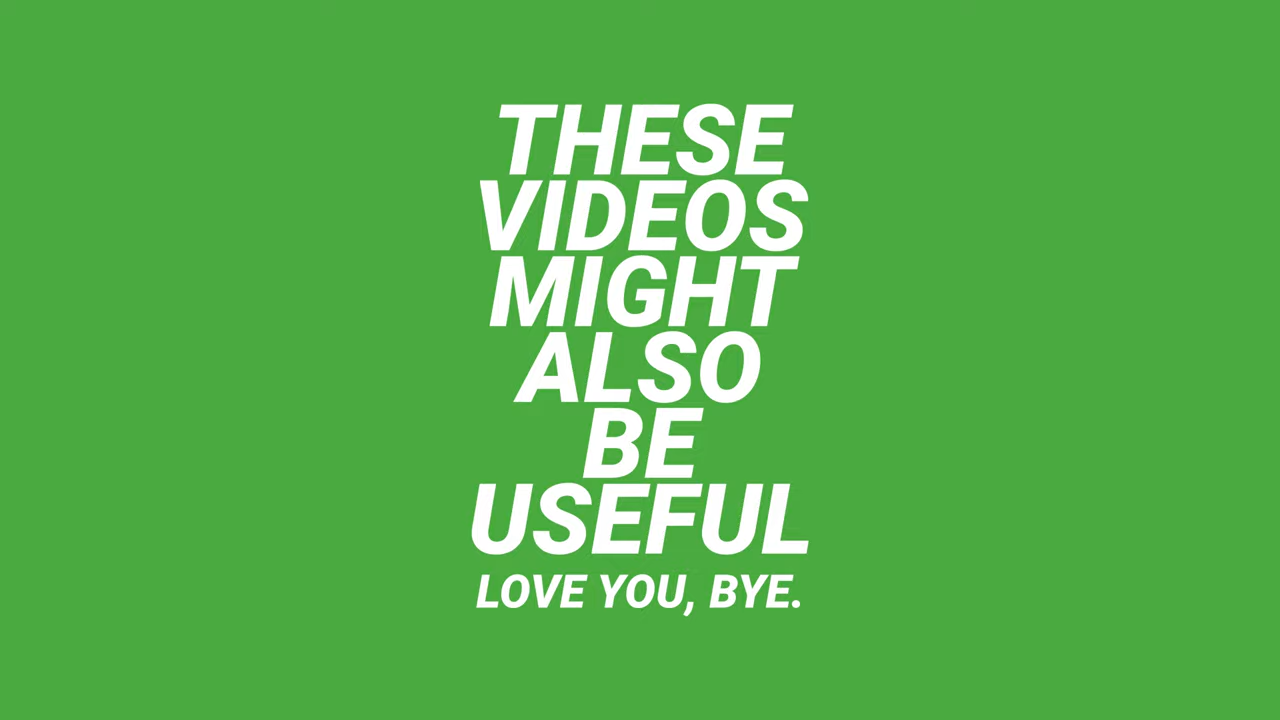 THESE
VIDEOS
MIGHT
ALSO
BE
USEFUL
LOVE YOU, BYE.